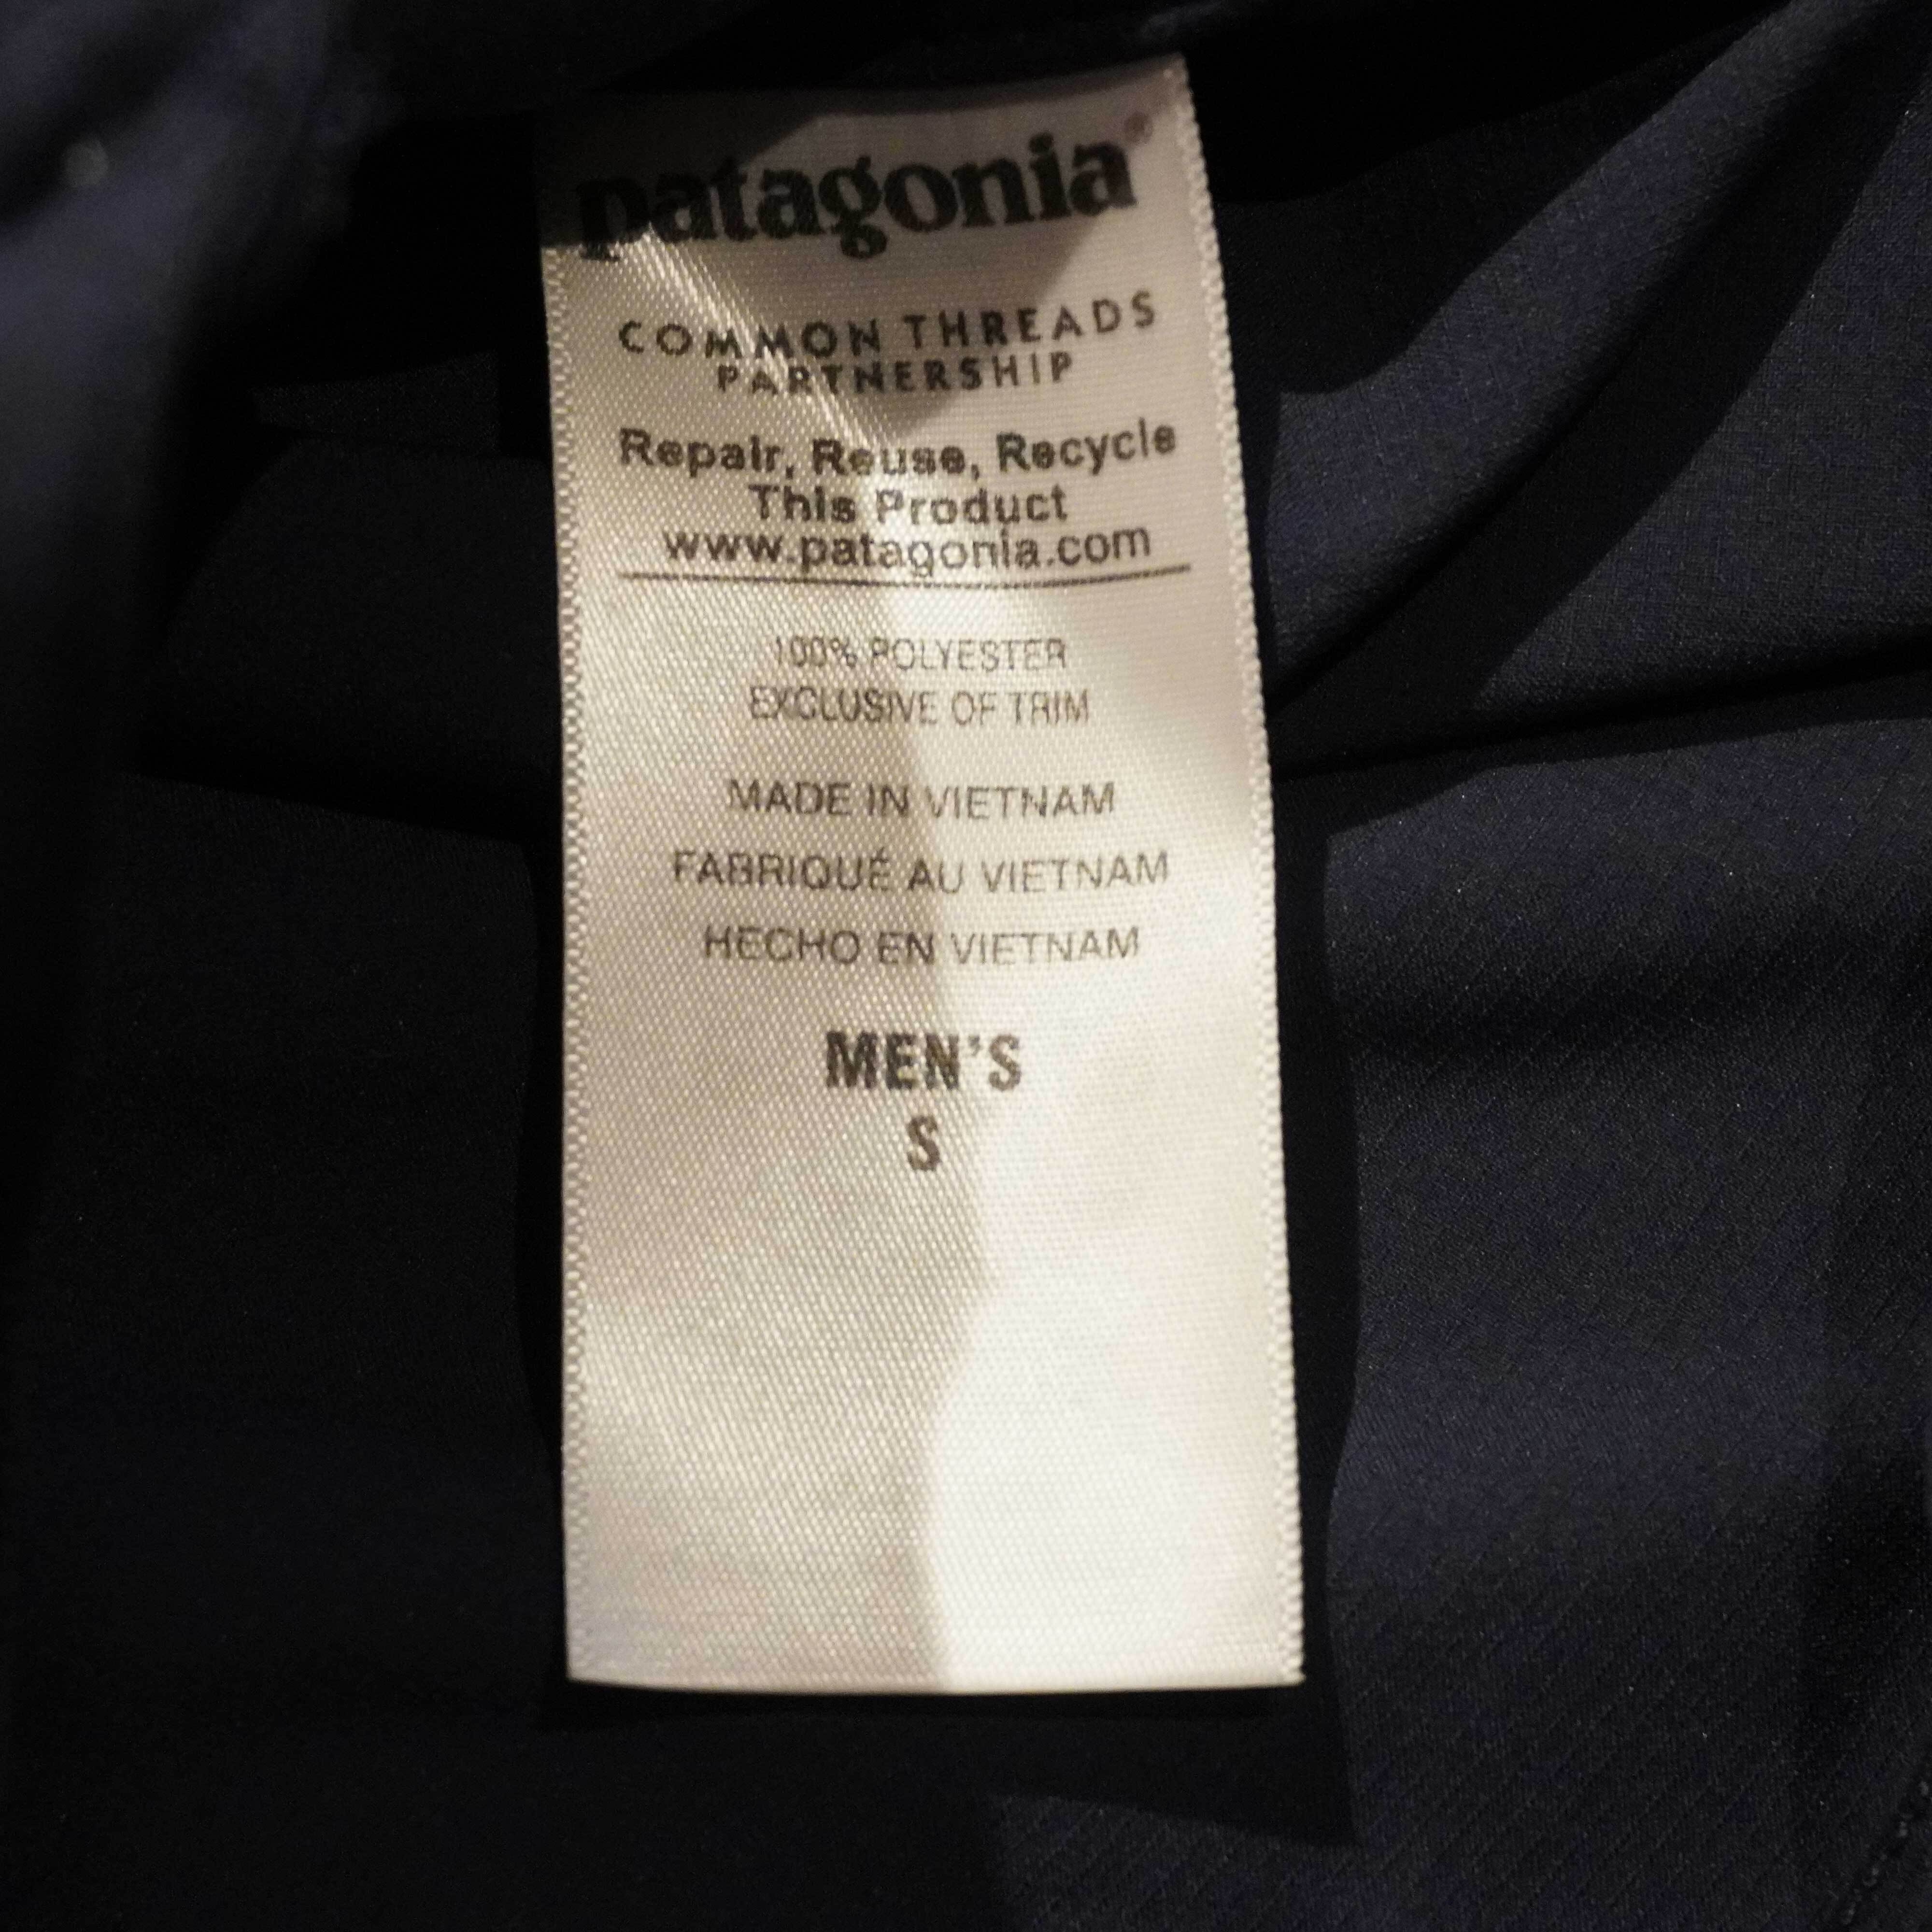 patagonia®
COMMON THREADS
PARTNERSHIP
Repair, Reuse, Recycle
This Product
www.patagonia.com
100% POLYESTER
EXCLUSIVE OF TRIM
MADE IN VIETNAM
FABRIQUÉ AU VIETNAM
HECHO EN VIETNAM
MEN'S
S